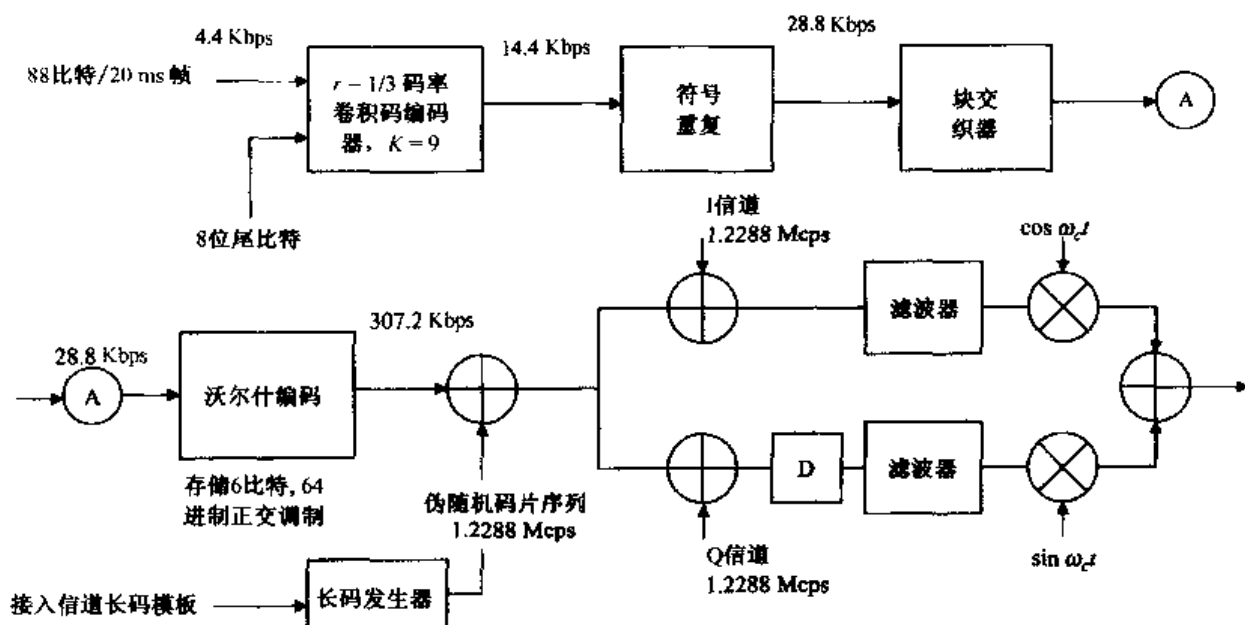 4.4 Kbps
14.4 Kbps
28.8 Kbps
88比特/20 ms 帧
r - 1/3 码率
卷积码编码
器，K = 9
符号
重复
块交
织器
A
8位尾比特
I信道
1.2288 Mcps
cos ω_c t
滤波器
28.8 Kbps
A
沃尔什编码
307.2 Kbps
存储6比特, 64
进制正交调制
伪随机码片序列
1.2288 Mcps
D
滤波器
Q信道
1.2288 Mcps
sin ω_c t
接入信道长码模板
长码发生器